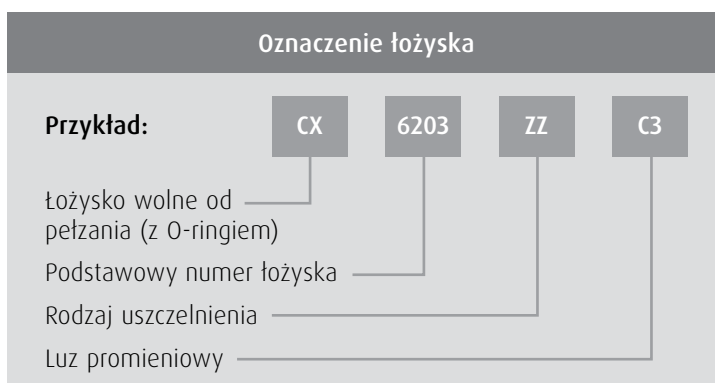 Oznaczenie łożyska
Przykład: CX 6203 ZZ C3
Łożysko wolne od
pełzania (z O-ringiem)
Podstawowy numer łożyska
Rodzaj uszczelnienia
Luz promieniowy